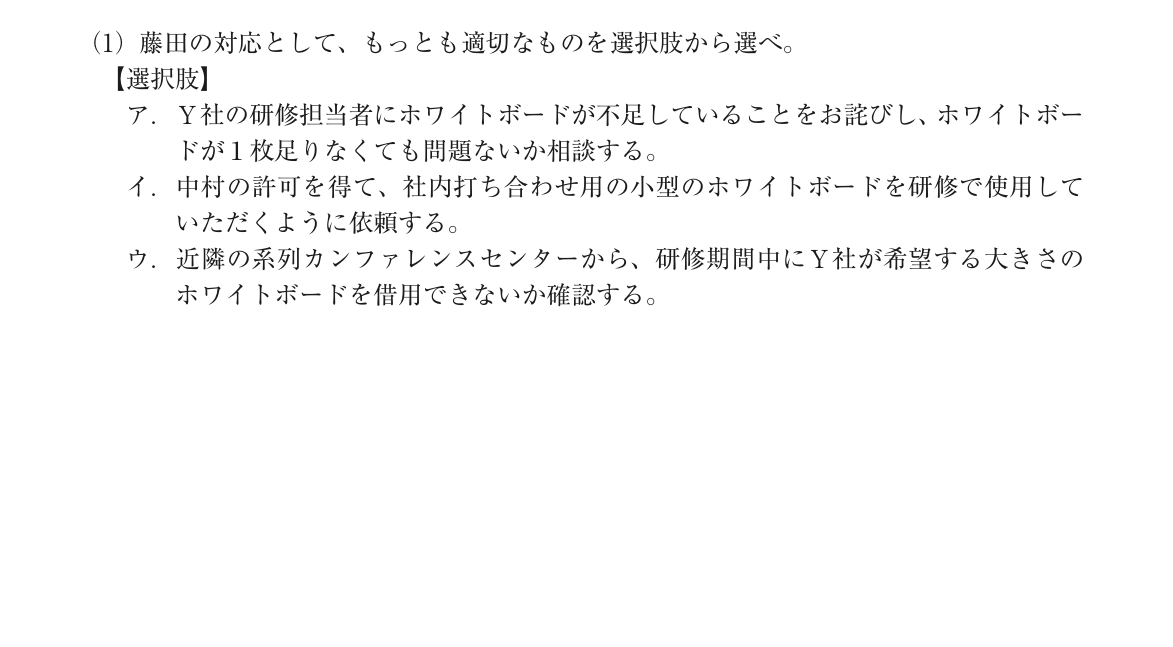 (1) 藤田の対応として、もっとも適切なものを選択肢から選べ。
【選択肢】
ア．Ｙ社の研修担当者にホワイトボードが不足していることをお詫びし、ホワイトボー
ドが１枚足りなくても問題ないか相談する。
イ．中村の許可を得て、社内打ち合わせ用の小型のホワイトボードを研修で使用して
いただくように依頼する。
ウ．近隣の系列カンファレンスセンターから、研修期間中にＹ社が希望する大きさの
ホワイトボードを借用できないか確認する。